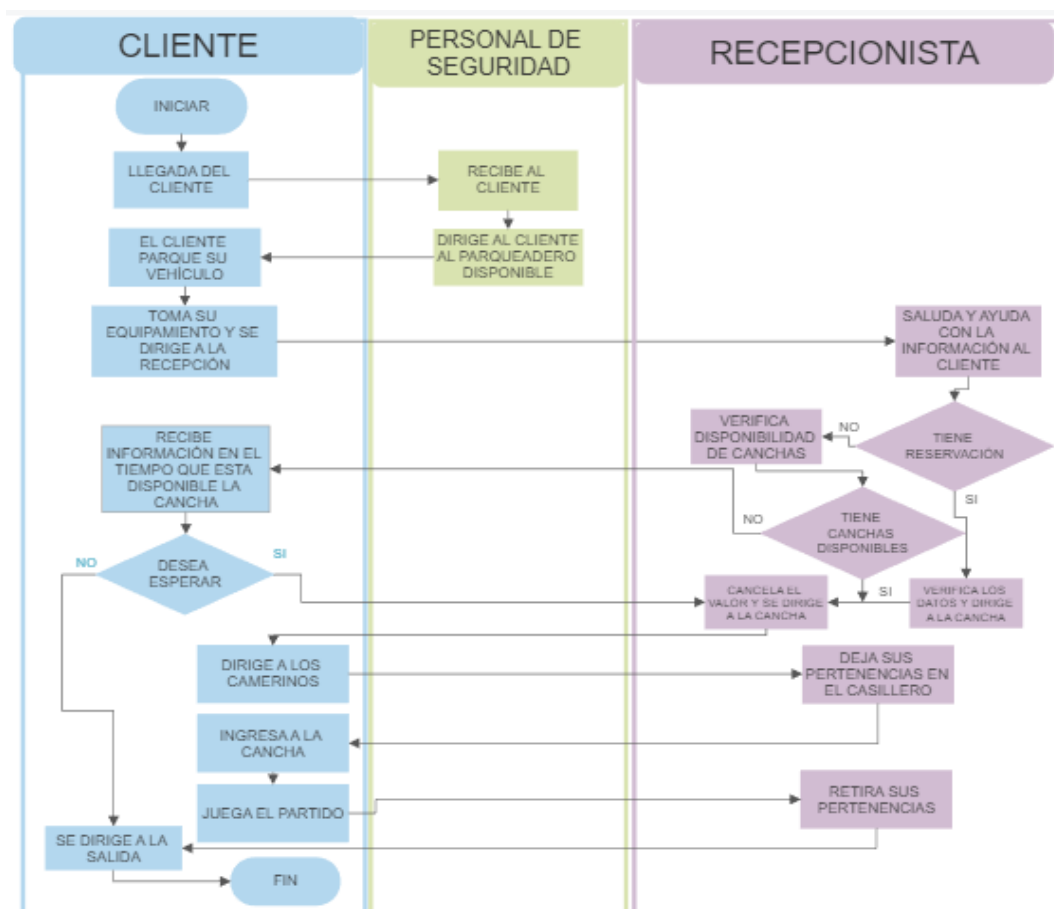 CLIENTE
PERSONAL DE
SEGURIDAD
RECEPCIONISTA
INICIAR
LLEGADA DEL
CLIENTE
RECIBE AL
CLIENTE
EL CLIENTE
PARQUE SU
VEHÍCULO
DIRIGE AL CLIENTE
AL PARQUEADERO
DISPONIBLE
TOMA SU
EQUIPAMIENTO Y SE
DIRIGE A LA
RECEPCIÓN
SALUDA Y AYUDA
CON LA
INFORMACIÓN AL
CLIENTE
TIENE
RESERVACIÓN
NO
SI
VERIFICA
DISPONIBILIDAD
DE CANCHAS
RECIBE
INFORMACIÓN EN EL
TIEMPO QUE ESTA
DISPONIBLE LA
CANCHA
TIENE
CANCHAS
DISPONIBLES
NO
SI
DESEA
ESPERAR
NO
SI
CANCELA EL
VALOR Y SE DIRIGE
A LA CANCHA
VERIFICA LOS
DATOS Y DIRIGE
A LA CANCHA
DIRIGE A LOS
CAMERINOS
DEJA SUS
PERTENENCIAS EN
EL CASILLERO
INGRESA A LA
CANCHA
JUEGA EL PARTIDO
RETIRA SUS
PERTENENCIAS
SE DIRIGE A LA
SALIDA
FIN